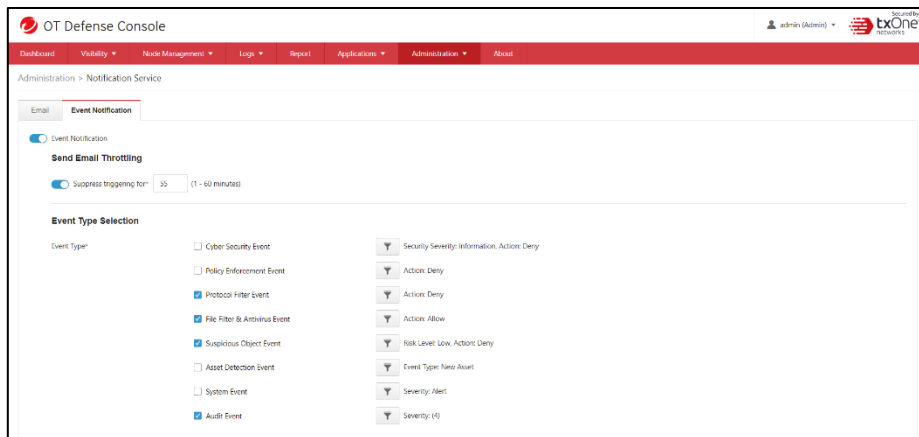 OT Defense Console
admin (Admin)
Secured by
txOne
networks
Dashboard Visibility Node Management Logs Report Applications Administration About
Administration > Notification Service
Email Event Notification
Event Notification
Send Email Throttling
Suppress triggering for* 55 (1 - 60 minutes)
Event Type Selection
Event Type* Cyber Security Event Security Severity: Information, Action: Deny
Policy Enforcement Event Action: Deny
Protocol Filter Event Action: Deny
File Filter & Antivirus Event Action: Allow
Suspicious Object Event Risk Level: Low, Action: Deny
Asset Detection Event Event Type: New Asset
System Event Severity: Alert
Audit Event Severity: (4)